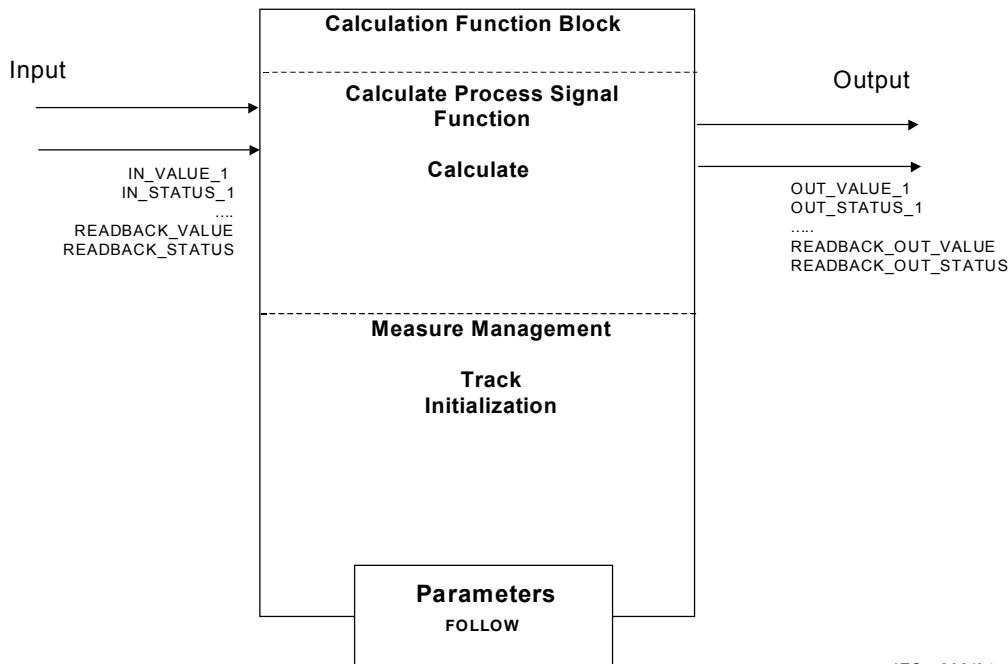 Calculation Function Block
Input
Calculate Process Signal
Function
Calculate
Output
IN_VALUE_1
IN_STATUS_1
....
READBACK_VALUE
READBACK_STATUS
OUT_VALUE_1
OUT_STATUS_1
.....
READBACK_OUT_VALUE
READBACK_OUT_STATUS
Measure Management
Track
Initialization
Parameters
FOLLOW